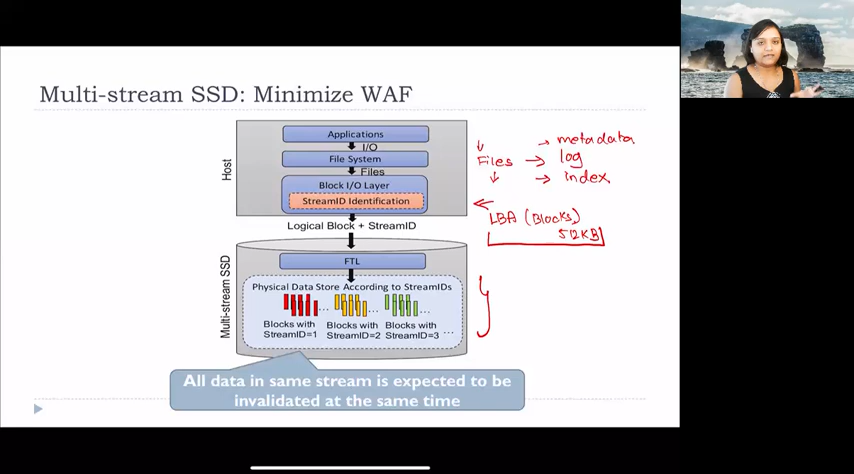 Multi-stream SSD: Minimize WAF
Host
Applications
I/O
File System
Files
Block I/O Layer
StreamID Identification
Logical Block + StreamID
Multi-stream SSD
FTL
Physical Data Store According to StreamIDs
... ... ...
Blocks with StreamID=1
Blocks with StreamID=2
Blocks with StreamID=3
...
All data in same stream is expected to be
invalidated at the same time
metadata
Files → log
→ index
LBA (Blocks)
512KB